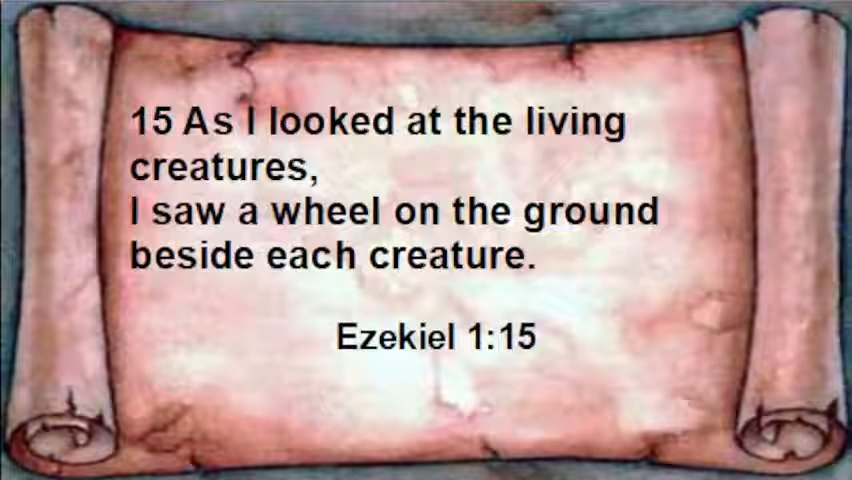 15 As I looked at the living
creatures,
I saw a wheel on the ground
beside each creature.
Ezekiel 1:15